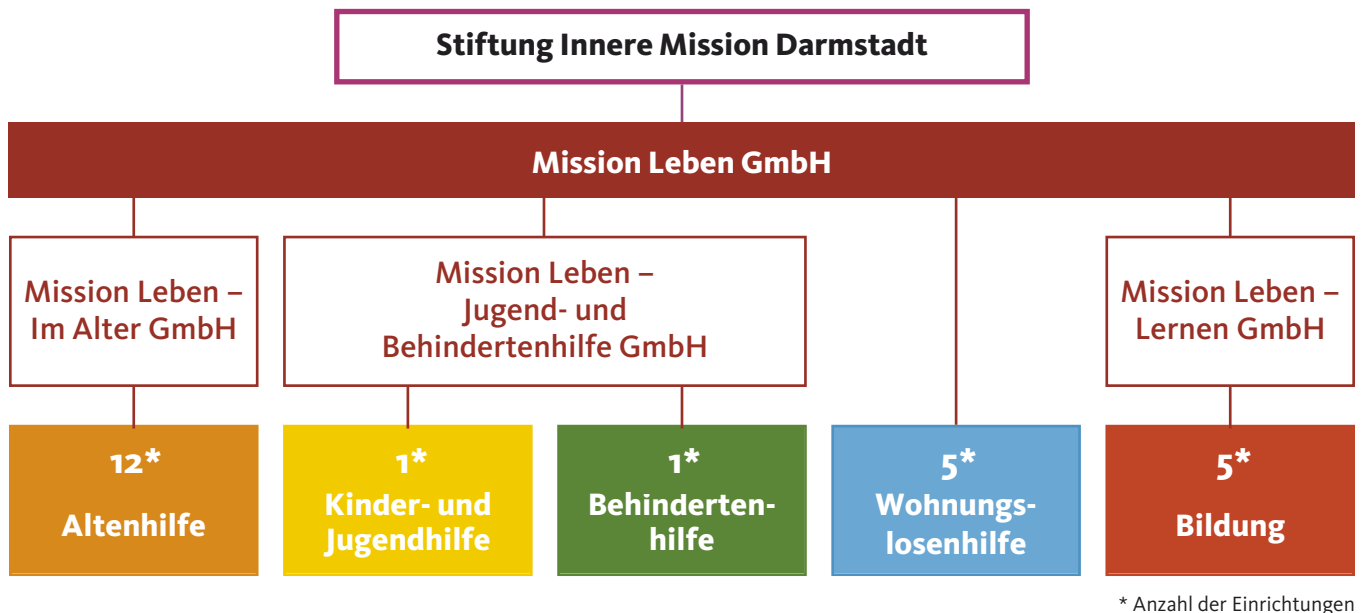 Stiftung Innere Mission Darmstadt
Mission Leben GmbH
Mission Leben –
Im Alter GmbH
Mission Leben –
Jugend- und
Behindertenhilfe GmbH
Mission Leben –
Lernen GmbH
12*
Altenhilfe
1*
Kinder- und
Jugendhilfe
1*
Behinderten-
hilfe
5*
Wohnungs-
losenhilfe
5*
Bildung
* Anzahl der Einrichtungen